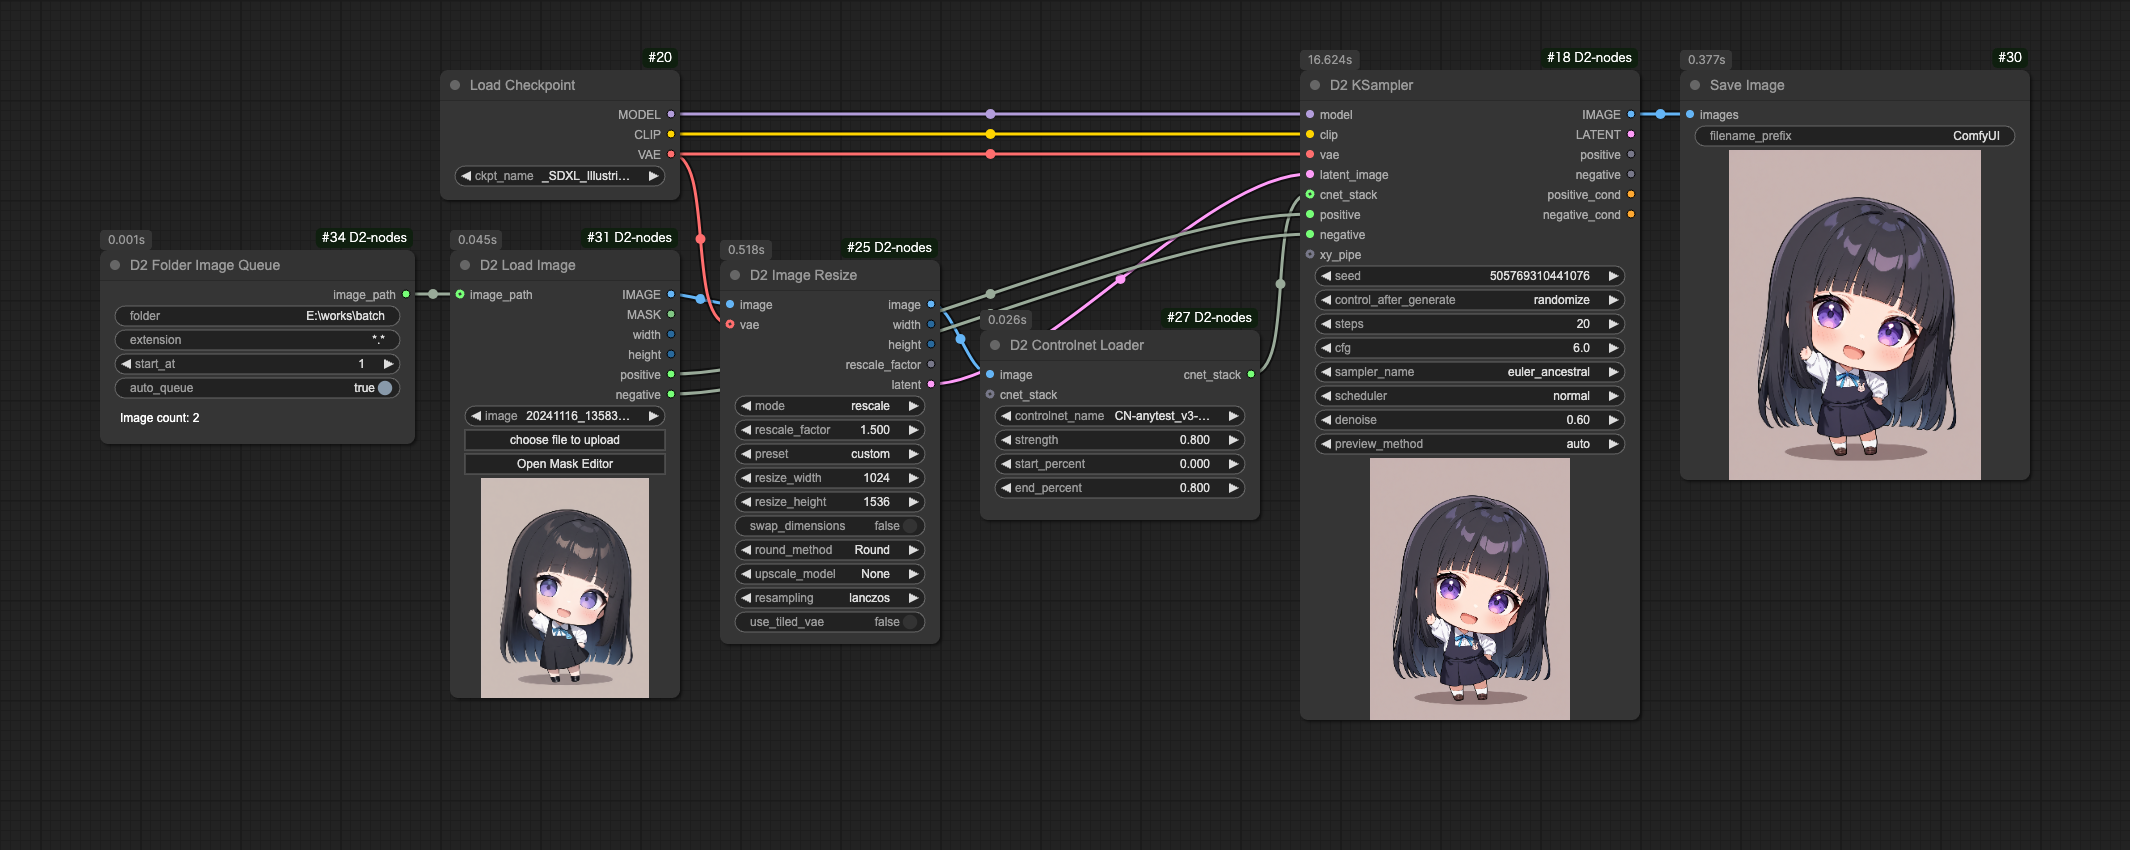 #20
Load Checkpoint
MODEL
CLIP
VAE
ckpt_name _SDXL_Illustri...
0.001s
#34 D2-nodes
D2 Folder Image Queue
image_path
folder E:\works\batch
extension *.*
start_at 1
auto_queue true
Image count: 2
0.045s
#31 D2-nodes
D2 Load Image
image_path IMAGE
MASK
width
height
positive
negative
image 20241116_13583...
choose file to upload
Open Mask Editor
0.518s
#25 D2-nodes
D2 Image Resize
image image
vae width
height
rescale_factor
latent
mode rescale
rescale_factor 1.500
preset custom
resize_width 1024
resize_height 1536
swap_dimensions false
round_method Round
upscale_model None
resampling lanczos
use_tiled_vae false
0.026s
#27 D2-nodes
D2 Controlnet Loader
image cnet_stack
cnet_stack
controlnet_name CN-anytest_v3-...
strength 0.800
start_percent 0.000
end_percent 0.800
16.624s
#18 D2-nodes
D2 KSampler
model IMAGE
clip LATENT
vae positive
latent_image negative
cnet_stack positive_cond
positive negative_cond
negative
xy_pipe
seed 505769310441076
control_after_generate randomize
steps 20
cfg 6.0
sampler_name euler_ancestral
scheduler normal
denoise 0.60
preview_method auto
0.377s
#30
Save Image
images
filename_prefix ComfyUI